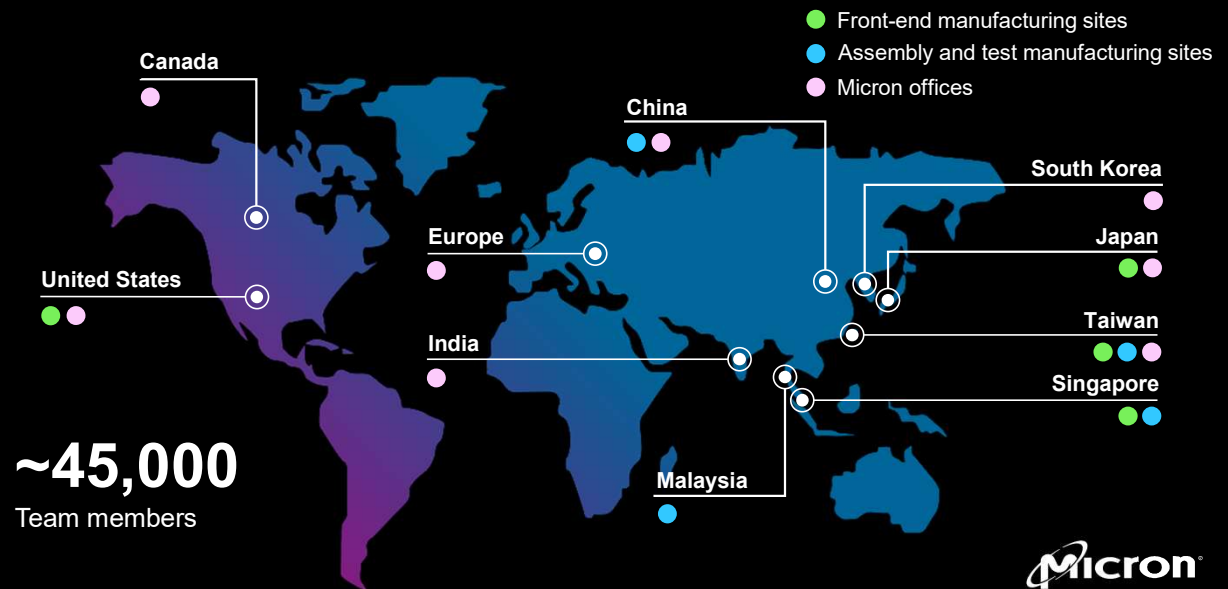 Front-end manufacturing sites
Assembly and test manufacturing sites
Micron offices
Canada
China
South Korea
Europe
Japan
United States
Taiwan
India
Singapore
~45,000
Team members
Malaysia
Micron